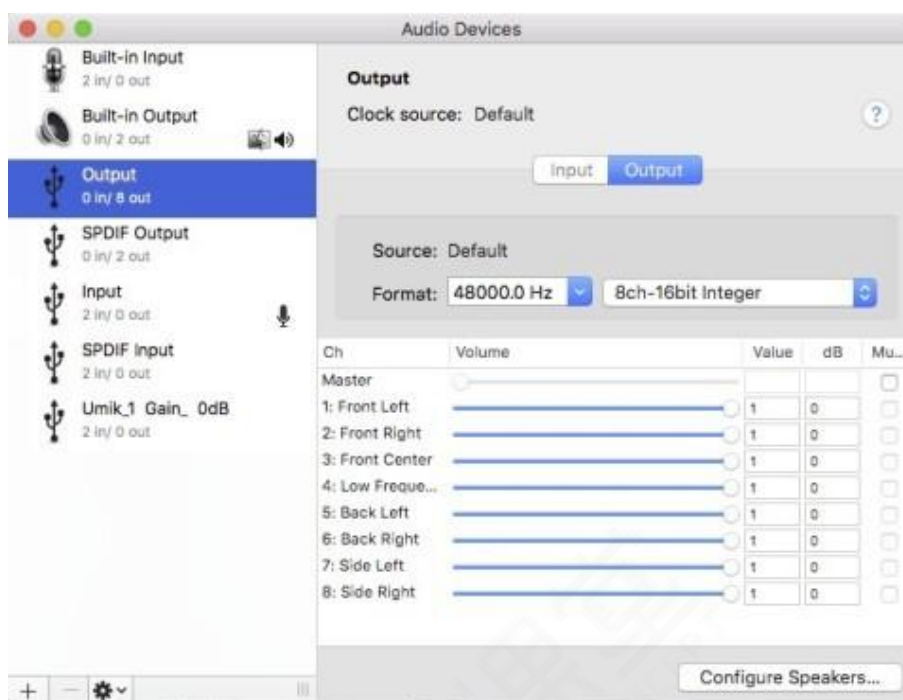 Audio Devices
Built-in Input
2 in/ 0 out
Built-in Output
0 in/ 2 out
Output
0 in/ 8 out
SPDIF Output
0 in/ 2 out
Input
2 in/ 0 out
SPDIF Input
2 in/ 0 out
Umik_1 Gain_ 0dB
2 in/ 0 out
Output
Clock source: Default
?
Input Output
Source: Default
Format: 48000.0 Hz 8ch-16bit Integer
Ch Volume Value dB Mu...
Master
1: Front Left 1 0
2: Front Right 1 0
3: Front Center 1 0
4: Low Freque... 1 0
5: Back Left 1 0
6: Back Right 1 0
7: Side Left 1 0
8: Side Right 1 0
Configure Speakers...